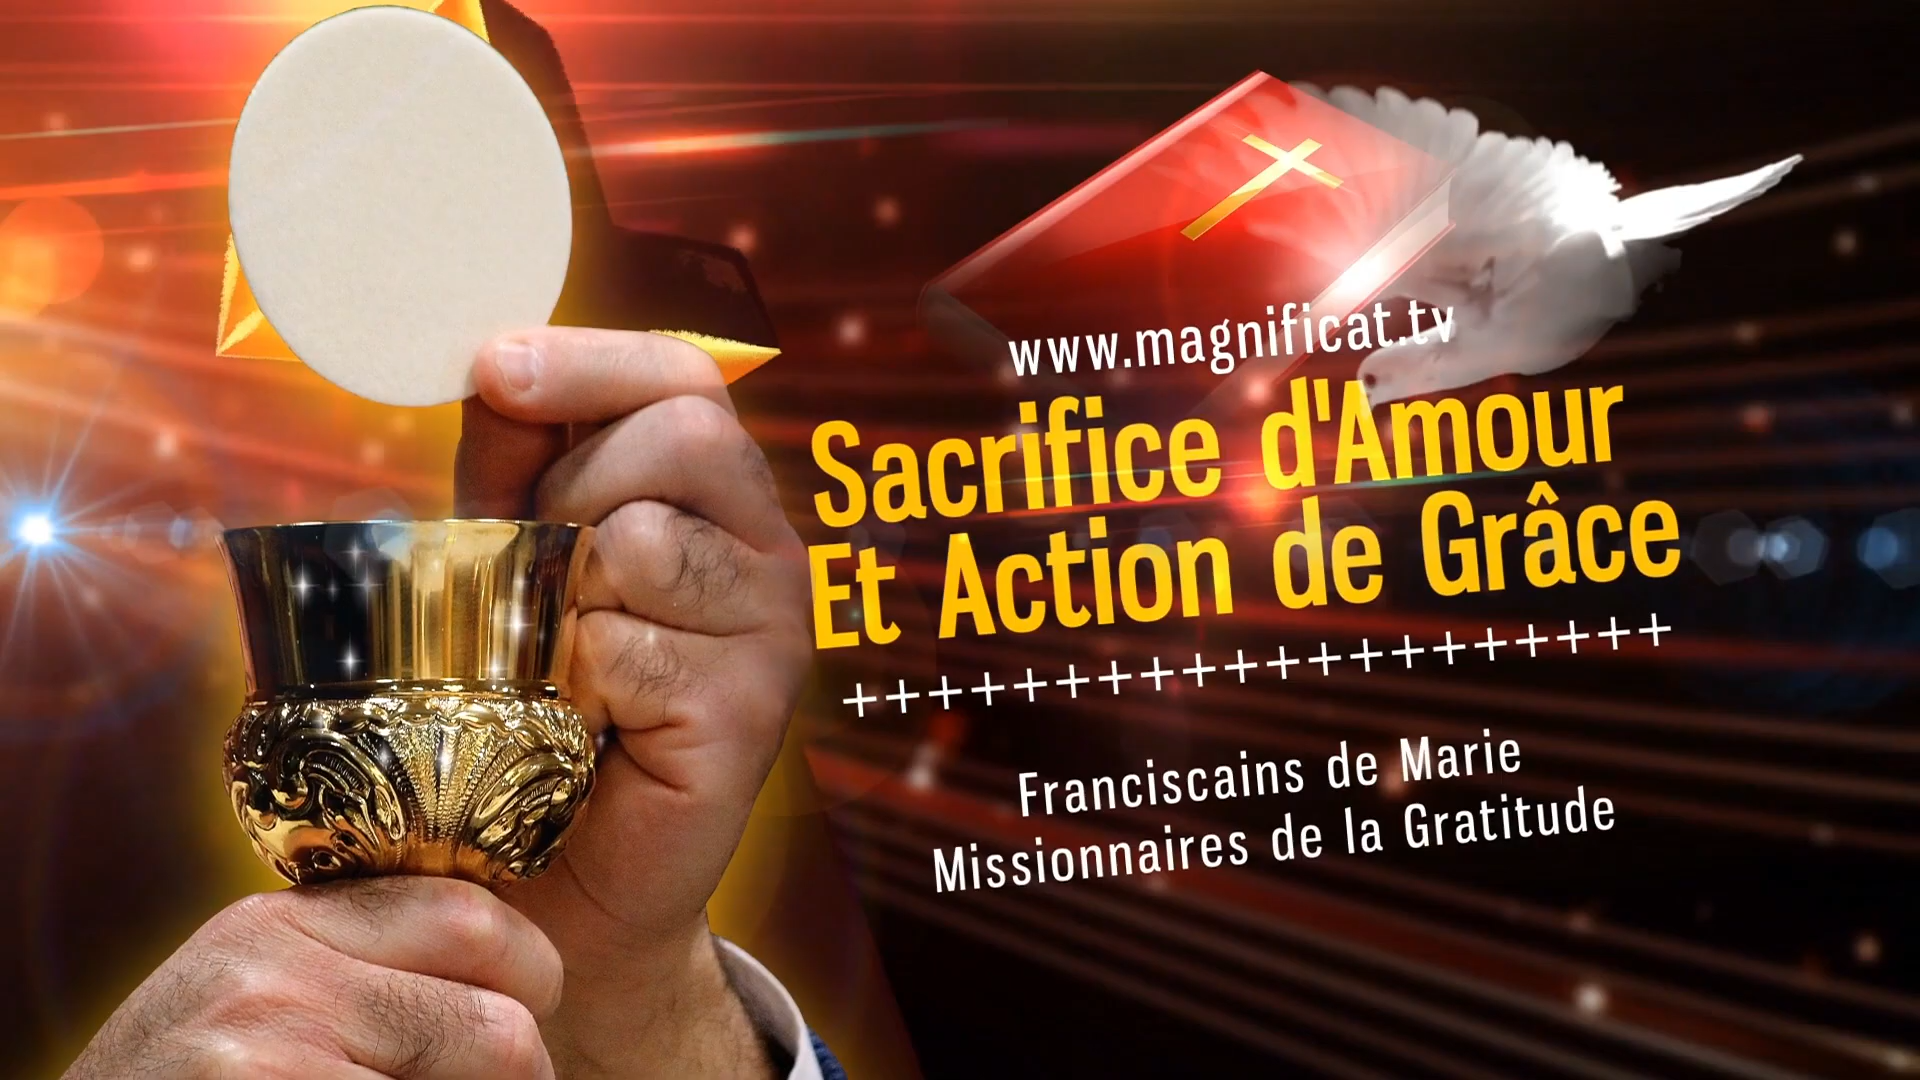 www.magnificat.tv
Sacrifice d'Amour
Et Action de Grâce
++++++++++++++++++++
Franciscains de Marie
Missionnaires de la Gratitude